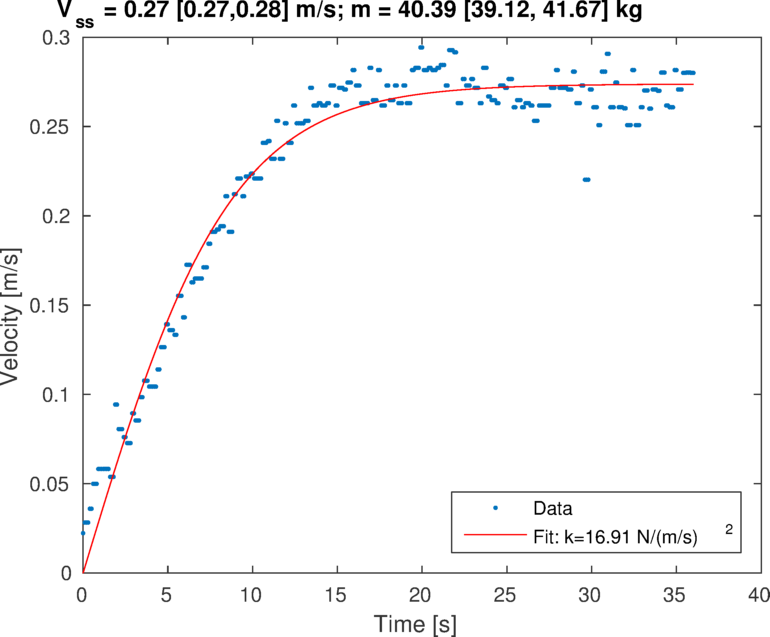 V_ss = 0.27 [0.27,0.28] m/s; m = 40.39 [39.12, 41.67] kg
0.3
0.25
0.2
0.15
0.1
0.05
0
Velocity [m/s]
0 5 10 15 20 25 30 35 40
Time [s]
Data
Fit: k=16.91 N/(m/s) ²